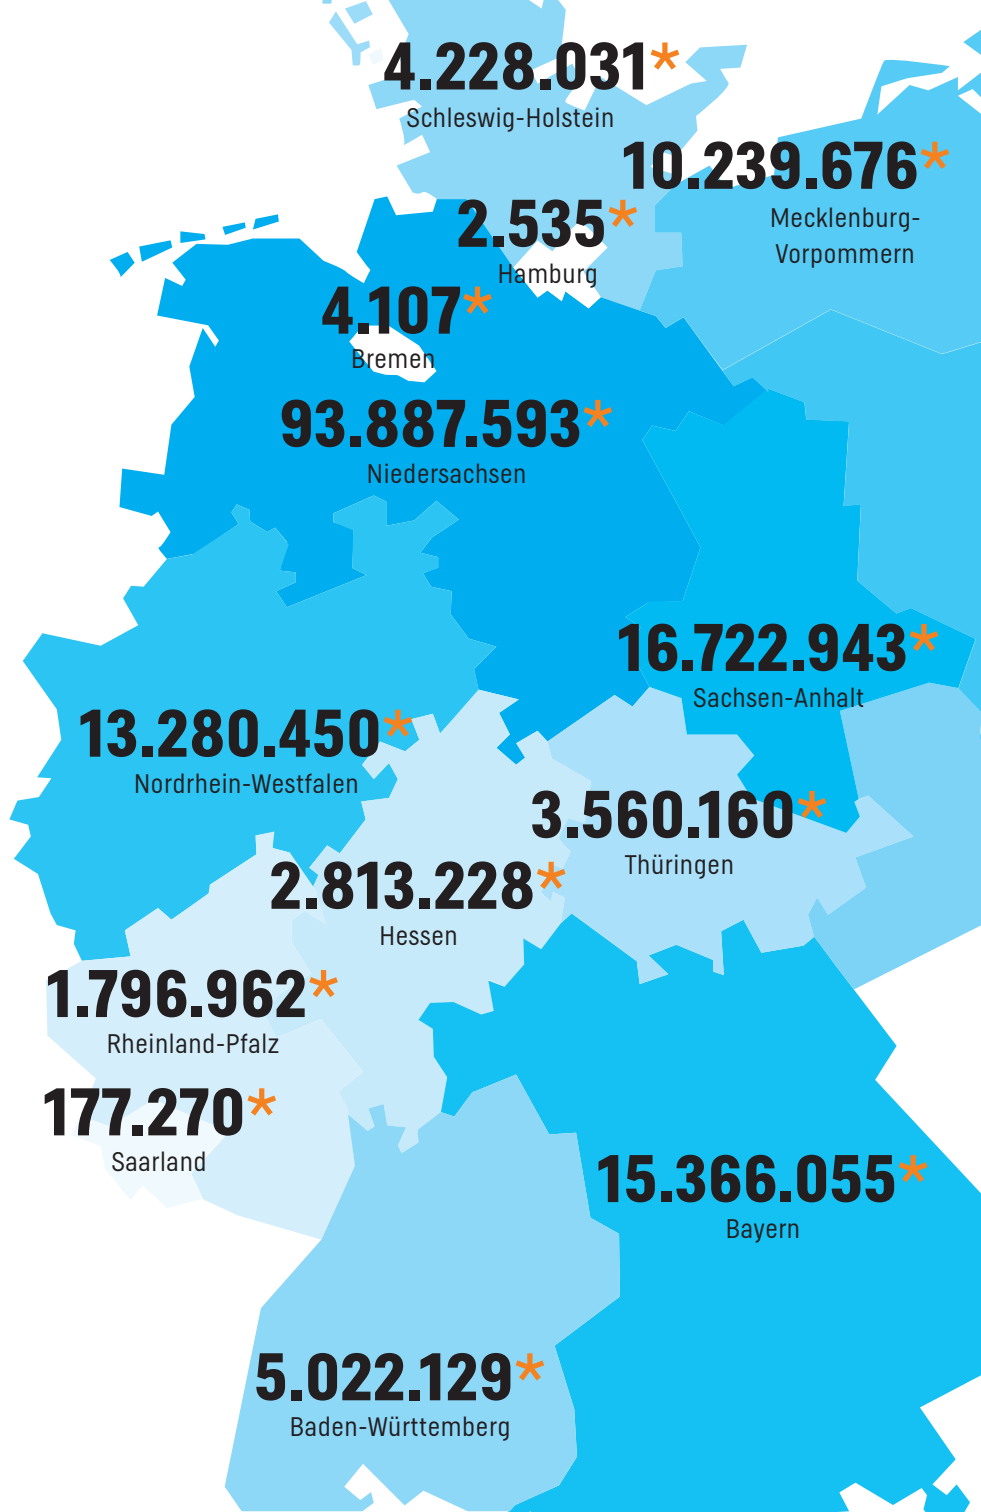 4.228.031*
Schleswig-Holstein
10.239.676*
Mecklenburg-
Vorpommern
2.535*
Hamburg
4.107*
Bremen
93.887.593*
Niedersachsen
16.722.943*
Sachsen-Anhalt
13.280.450*
Nordrhein-Westfalen
3.560.160*
Thüringen
2.813.228*
Hessen
1.796.962*
Rheinland-Pfalz
177.270*
Saarland
15.366.055*
Bayern
5.022.129*
Baden-Württemberg